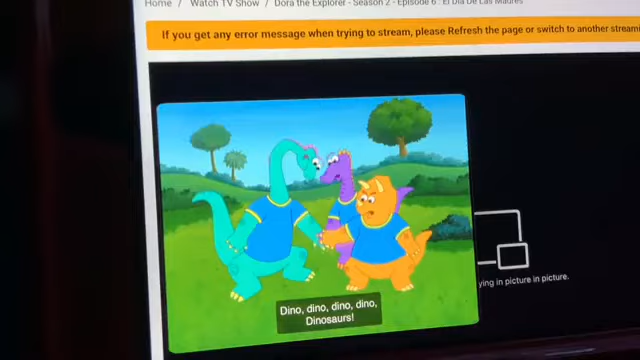 Home / Watch TV Show / Dora the Explorer - Season 2 - Episode 6 : El Dia De Las Madres
If you get any error message when trying to stream, please Refresh the page or switch to another
ying in picture in picture.
Dino, dino, dino, dino,
Dinosaurs!